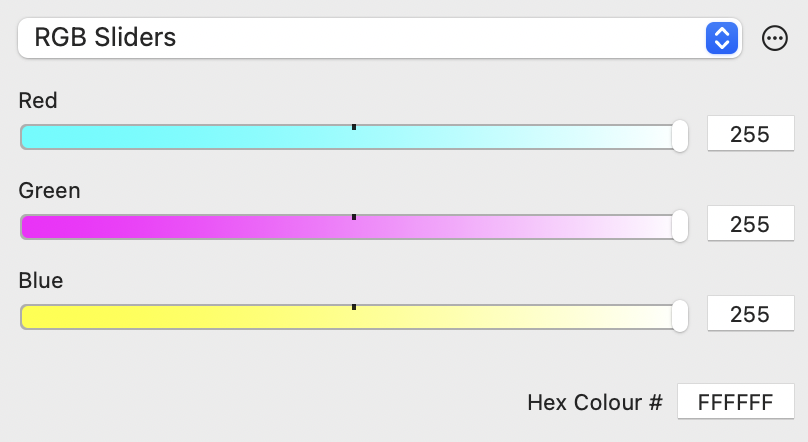 RGB Sliders
Red
255
Green
255
Blue
255
Hex Colour # FFFFFF